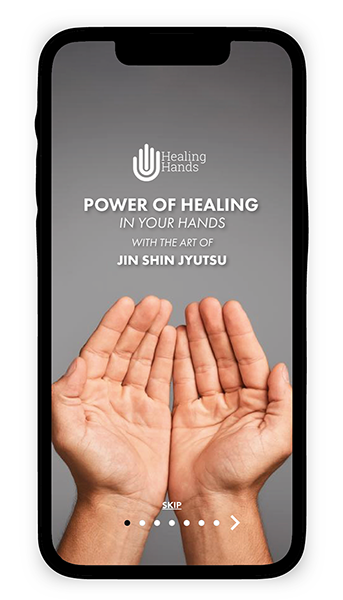 Healing
Hands
POWER OF HEALING
IN YOUR HANDS
WITH THE ART OF
JIN SHIN JYUTSU
SKIP